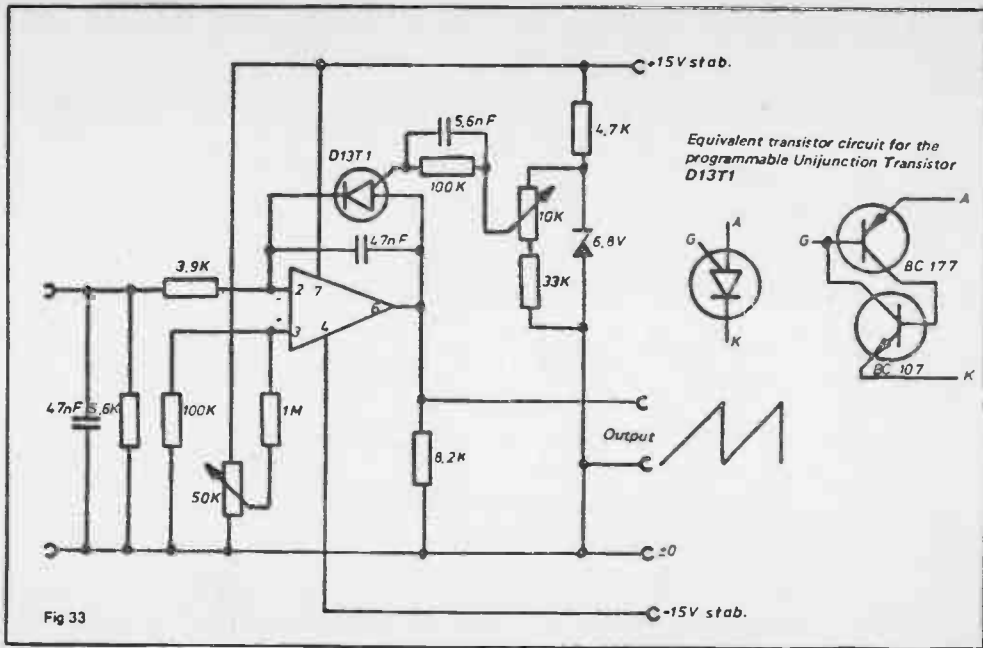 +15V stab.
5,6nF
4,7K
D13T1
100K
10K
47nF
6,8V
33K
3,9K
2
7
6
-
+
3
4
47nF
5,6K
100K
1M
50K
8,2K
Output
±0
-15V stab.
Equivalent transistor circuit for the
programmable Unijunction Transistor
D13T1
A
G
K
A
G
BC 177
BC 107
K
Fig 33